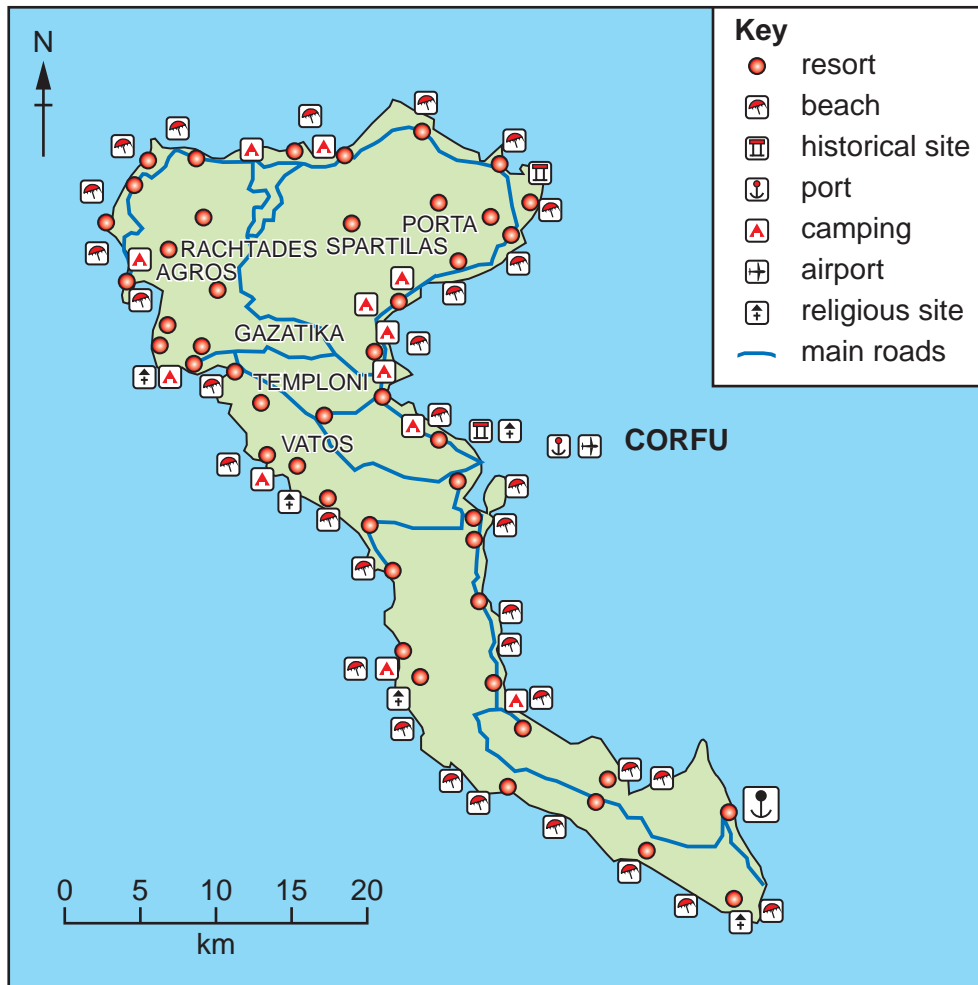 N
Key
resort
beach
historical site
port
camping
airport
religious site
main roads
PORTA
RACHTADES SPARTILAS
AGROS
GAZATIKA
TEMPLONI
VATOS
CORFU
0 5 10 15 20
km